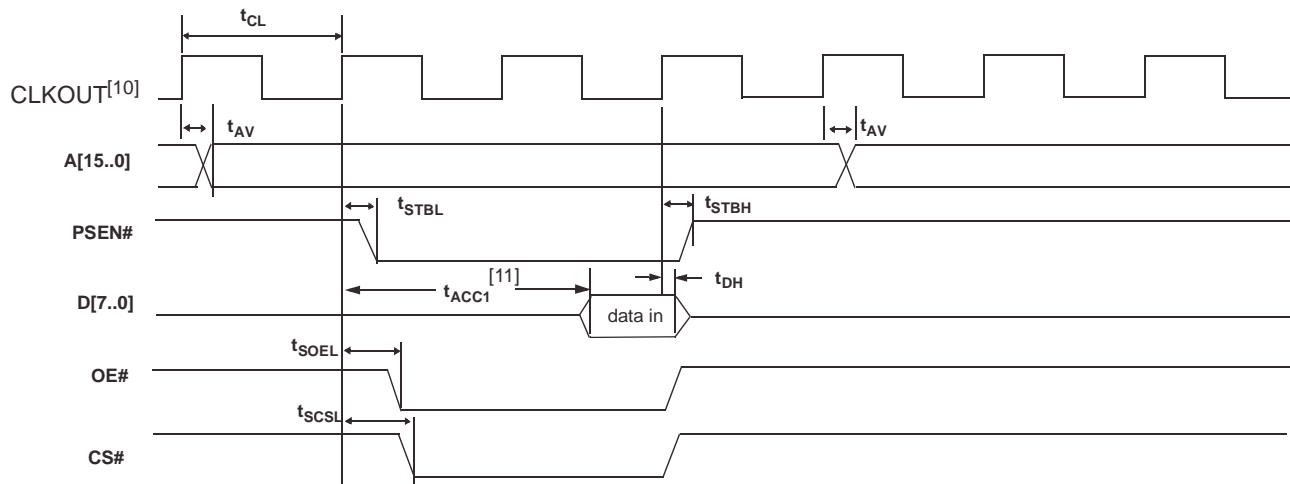 tCL
CLKOUT[10]
tAV
tAV
A[15..0]
tSTBL
tSTBH
PSEN#
[11]
tACC1
tDH
D[7..0]
data in
tSOEL
OE#
tSCSL
CS#